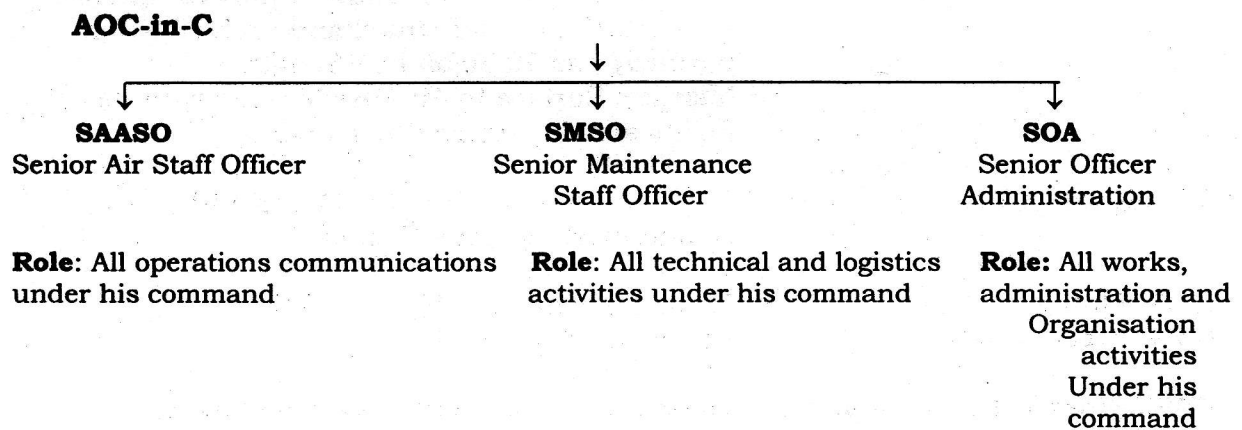 AOC-in-C
SAASO
Senior Air Staff Officer
SMSO
Senior Maintenance
Staff Officer
SOA
Senior Officer
Administration
Role: All operations communications
under his command
Role: All technical and logistics
activities under his command
Role: All works,
administration and
Organisation
activities
Under his
command